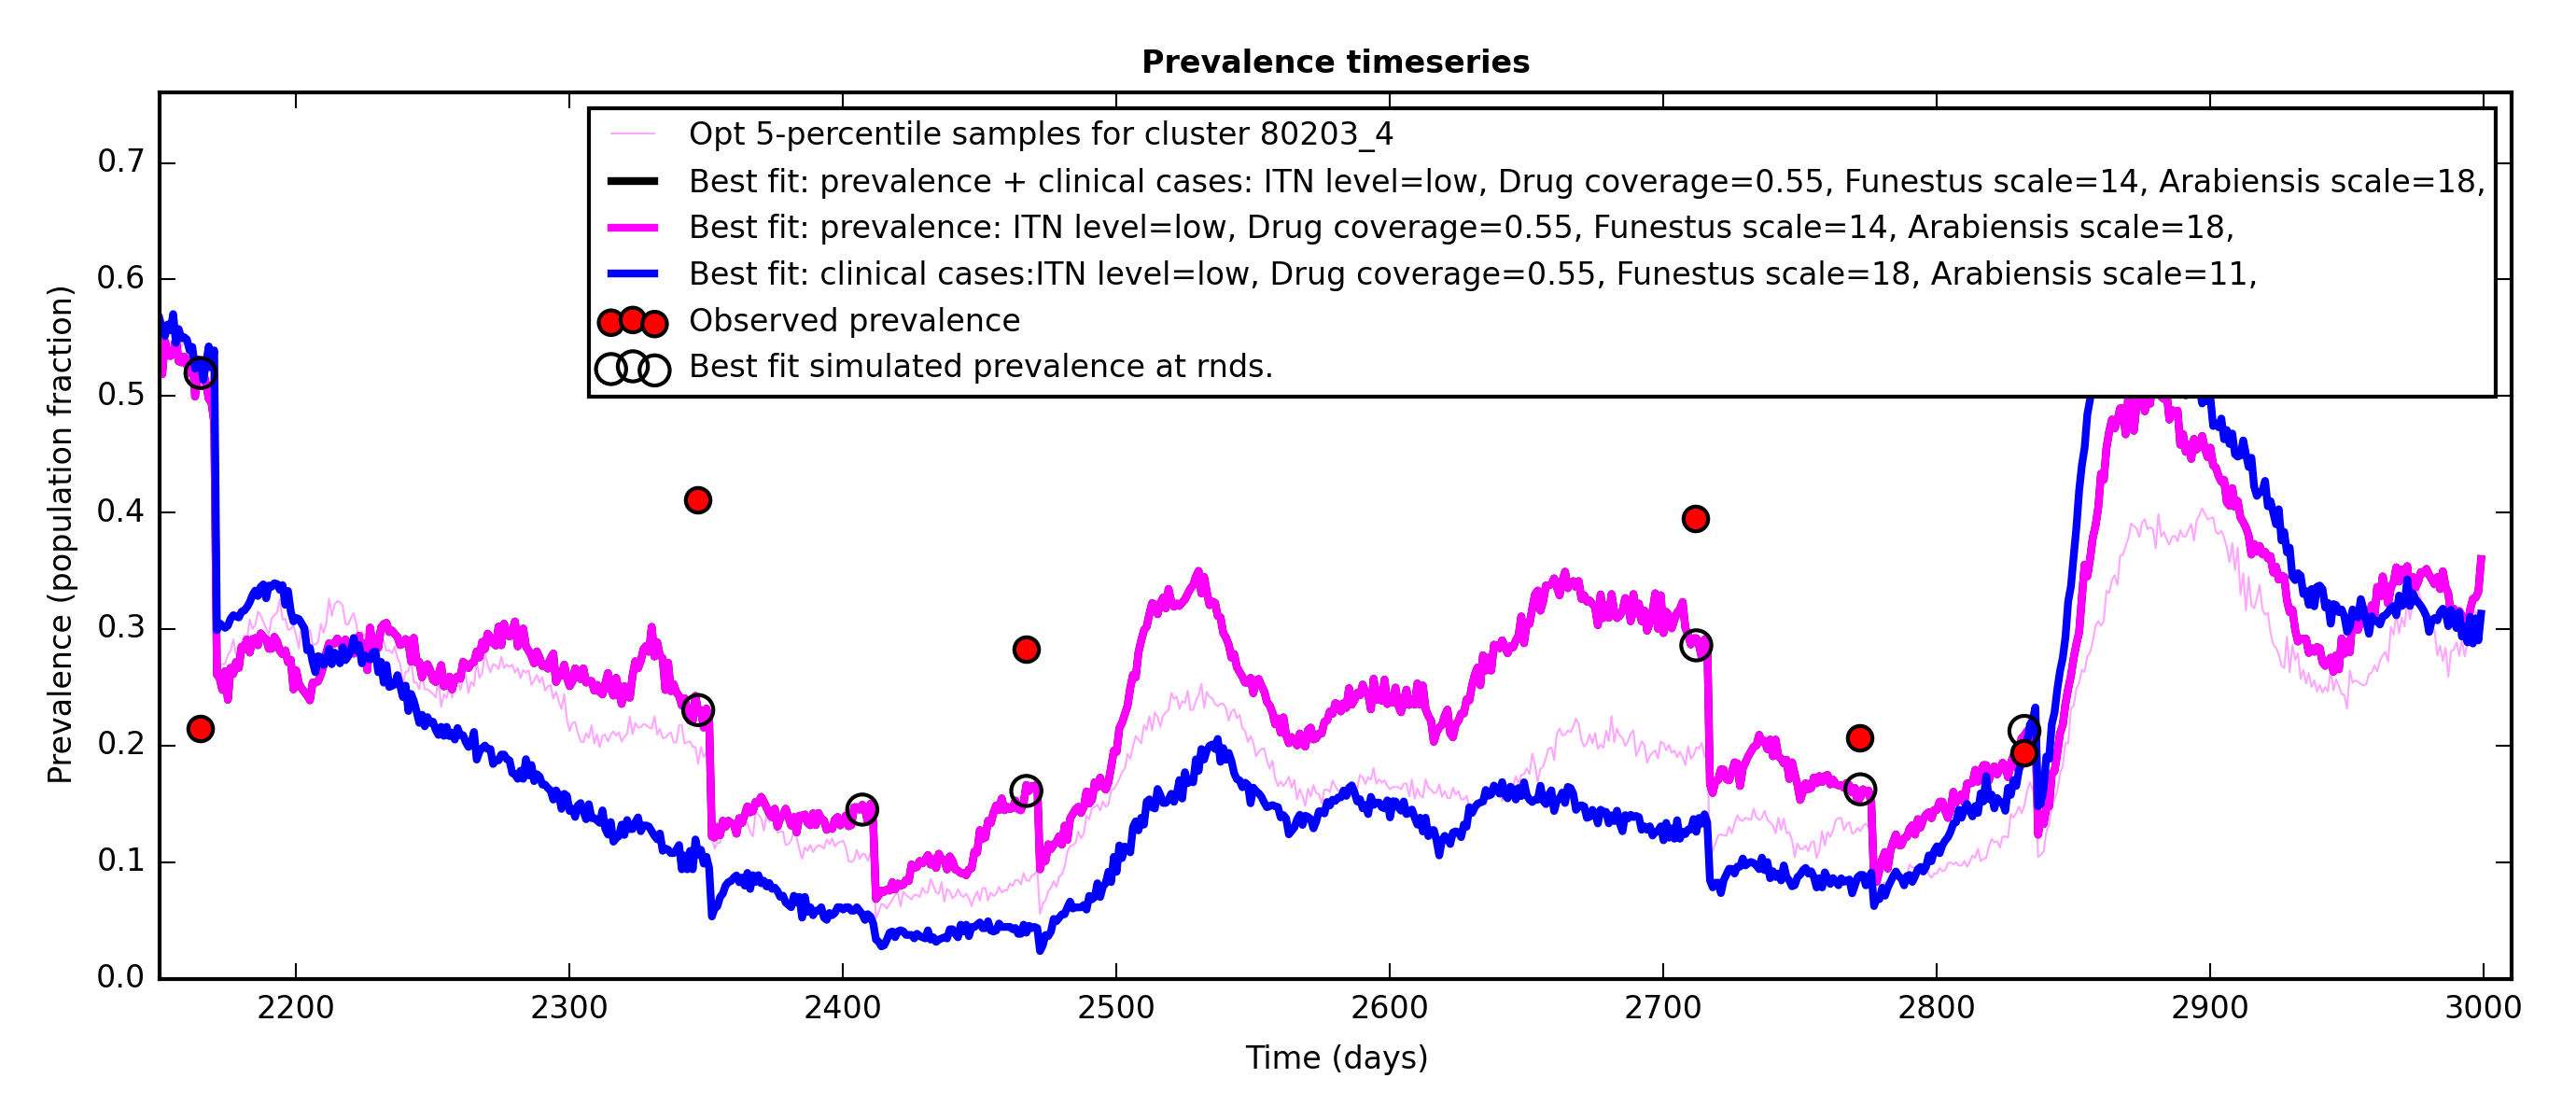 Prevalence timeseries
Opt 5-percentile samples for cluster 80203_4
Best fit: prevalence + clinical cases: ITN level=low, Drug coverage=0.55, Funestus scale=14, Arabiensis scale=18,
Best fit: prevalence: ITN level=low, Drug coverage=0.55, Funestus scale=14, Arabiensis scale=18,
Best fit: clinical cases:ITN level=low, Drug coverage=0.55, Funestus scale=18, Arabiensis scale=11,
Observed prevalence
Best fit simulated prevalence at rnds.
Prevalence (population fraction)
0.7
0.6
0.5
0.4
0.3
0.2
0.1
0.0
2200 2300 2400 2500 2600 2700 2800 2900 3000
Time (days)